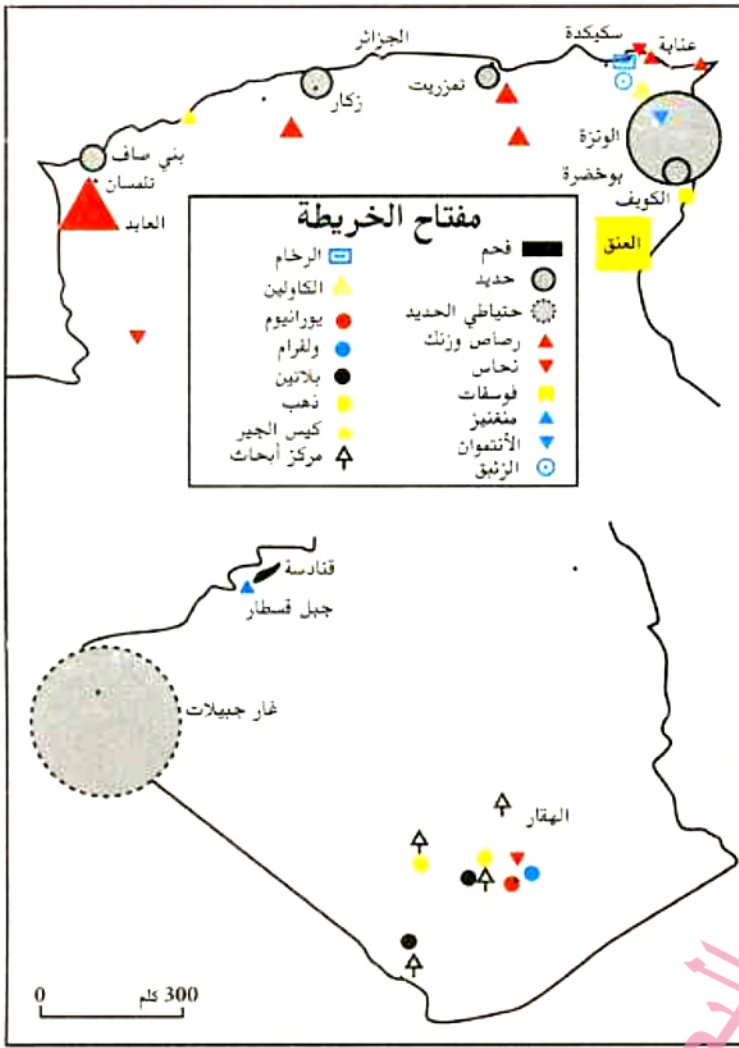 سكيكدة
عنابة
الجزائر
تمزريت
زكار
الونزة
بني صاف
بوخضرة
تلمسان
الكويف
العابد
العنق
مفتاح الخريطة
فحم
حديد
حتياطي الحديد
رصاص وزنك
نحاس
فوسفات
منغنيز
الأنتموان
الزئبق
الرخام
الكاولين
يورانيوم
ولفرام
بلاتين
ذهب
كيس الجير
مركز أبحاث
قنادسة
جبل قسطار
غار جبيلات
الهقار
0 300 كلم